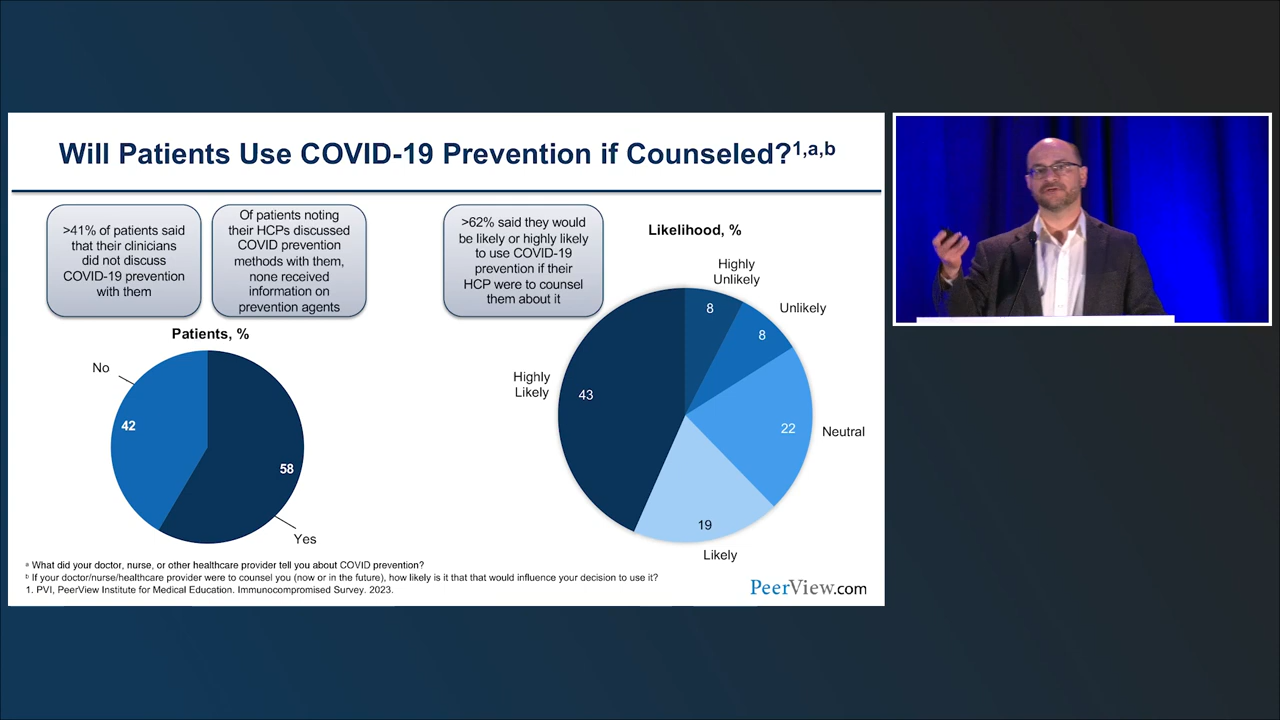 Will Patients Use COVID-19 Prevention if Counseled?1,a,b
>41% of patients said
that their clinicians
did not discuss
COVID-19 prevention
with them
Of patients noting
their HCPs discussed
COVID prevention
methods with them,
none received
information on
prevention agents
Patients, %
No
42
58
Yes
>62% said they would
be likely or highly likely
to use COVID-19
prevention if their
HCP were to counsel
them about it
Likelihood, %
Highly
Unlikely
8
Unlikely
8
Highly
Likely
43
22
Neutral
19
Likely
a What did your doctor, nurse, or other healthcare provider tell you about COVID prevention?
b If your doctor/nurse/healthcare provider were to counsel you (now or in the future), how likely is it that that would influence your decision to use it?
1. PVI, PeerView Institute for Medical Education. Immunocompromised Survey. 2023.
PeerView.com